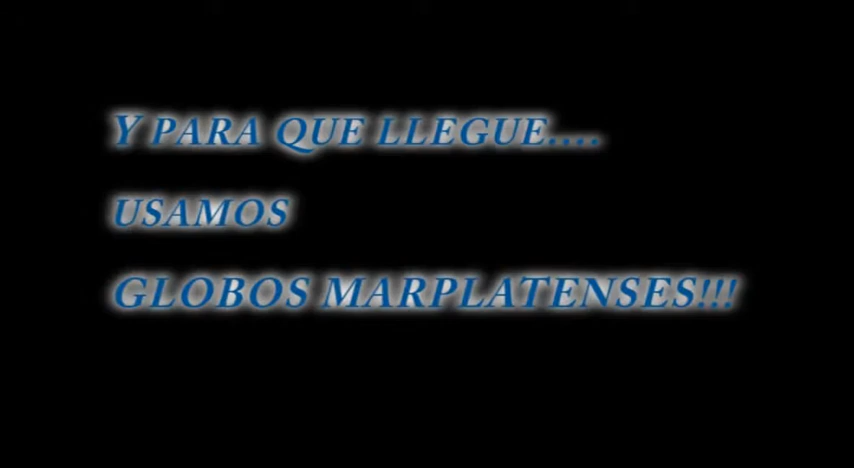 Y PARA QUE LLEGUE....
USAMOS
GLOBOS MARPLATENSES!!!